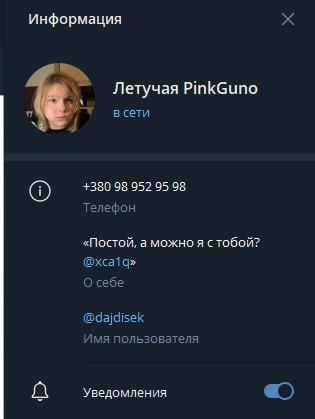 Информация
Летучая PinkGuno
в сети
+380 98 952 95 98
Телефон
«Постой, а можно я с тобой?
@xca1q»
О себе
@dajdisek
Имя пользователя
Уведомления